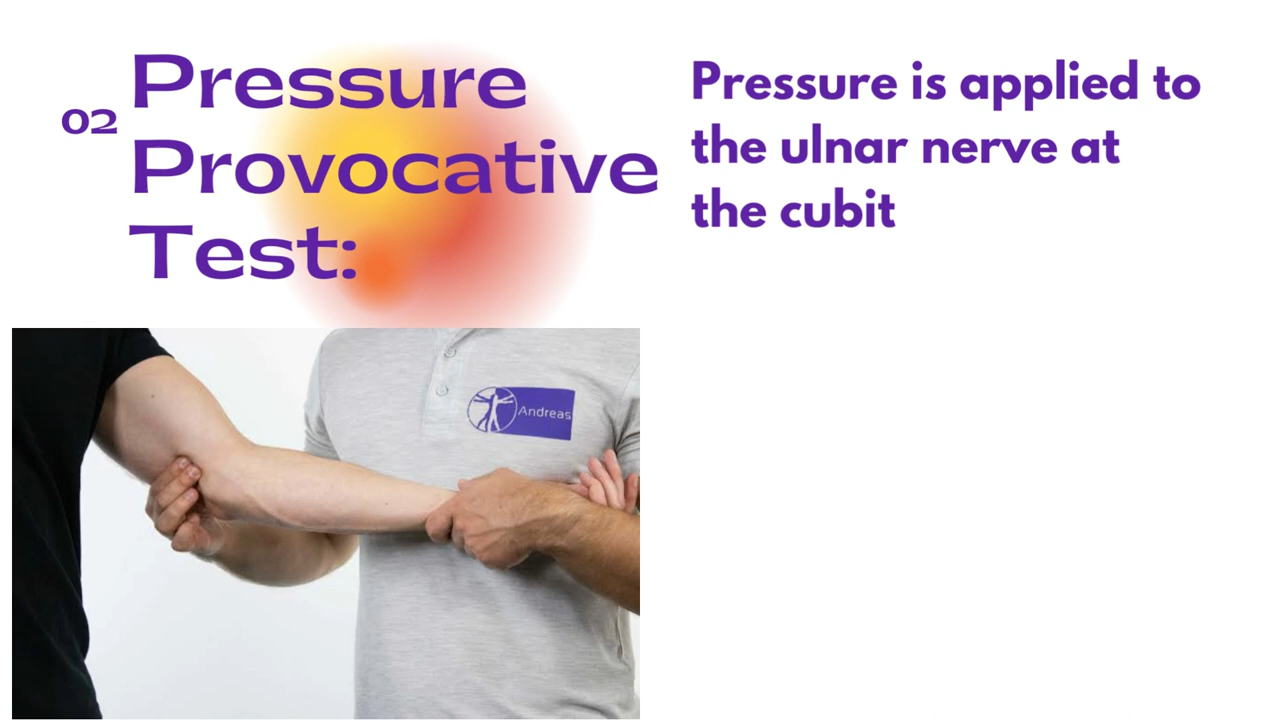 02
Pressure
Provocative
Test:
Pressure is applied to
the ulnar nerve at
the cubit
Andreas